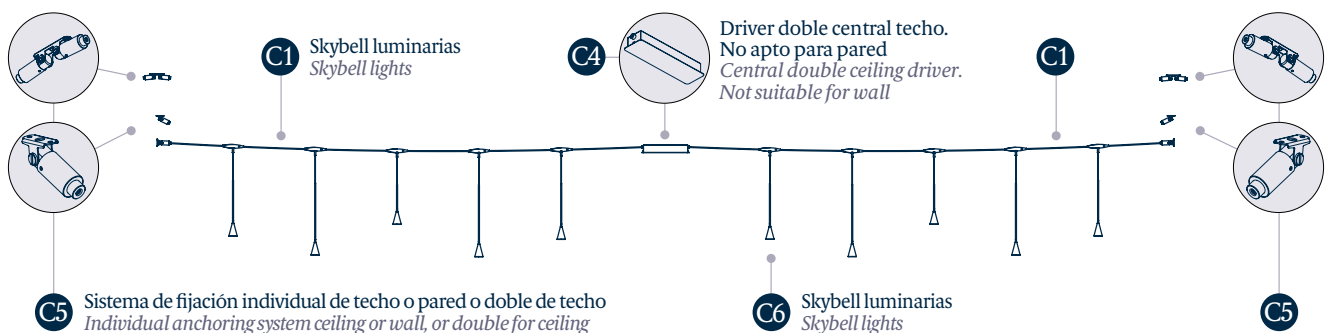 C1
Skybell luminarias
Skybell lights
C4
Driver doble central techo.
No apto para pared
Central double ceiling driver.
Not suitable for wall
C1
C5
Sistema de fijación individual de techo o pared o doble de techo
Individual anchoring system ceiling or wall, or double for ceiling
C6
Skybell luminarias
Skybell lights
C5